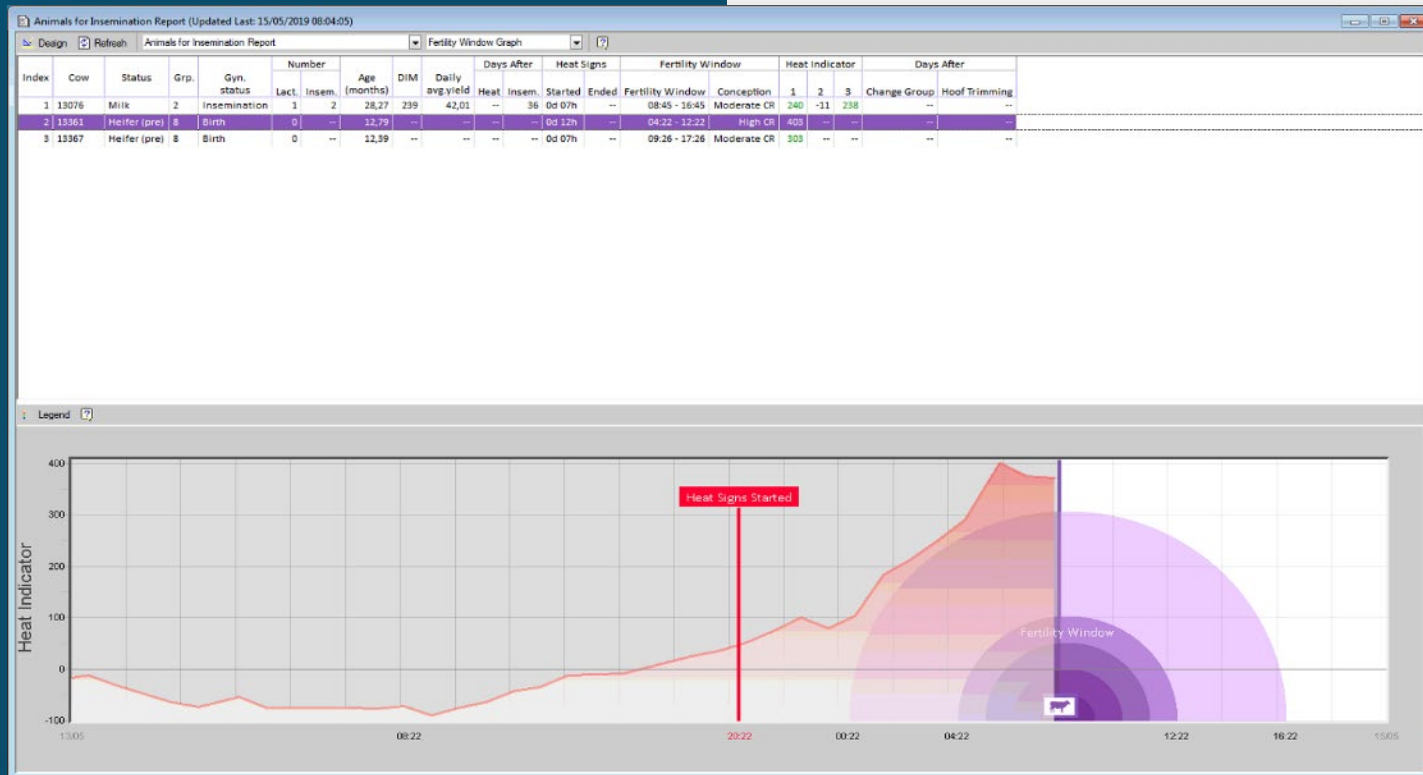 Animals for Insemination Report (Updated Last: 15/05/2019 08:04:05)
Design Refresh Animals for Insemination Report Fertility Window Graph
Number Days After Heat Signs Fertility Window Heat Indicator Days After
Index Cow Status Grp. Gyn. status Lact. Insem. Age (months) DIM Daily avg.yield Heat Insem. Started Ended Fertility Window Conception 1 2 3 Change Group Hoof Trimming
1 13076 Milk 2 Insemination 1 2 28,27 239 42,01 -- 36 0d 07h -- 08:45 - 16:45 Moderate CR 240 -11 238 -- --
2 13361 Heifer (pre) 8 Birth 0 -- 12,79 -- -- -- -- 0d 12h -- 04:22 - 12:22 High CR 403 -- -- -- --
3 13367 Heifer (pre) 8 Birth 0 -- 12,39 -- -- -- -- 0d 07h -- 09:26 - 17:26 Moderate CR 303 -- -- -- --
Legend
Heat Indicator
400
300
200
100
0
-100
Heat Signs Started
Fertility Window
13/05 08:22 20:22 00:22 04:22 12:22 16:22 15/05